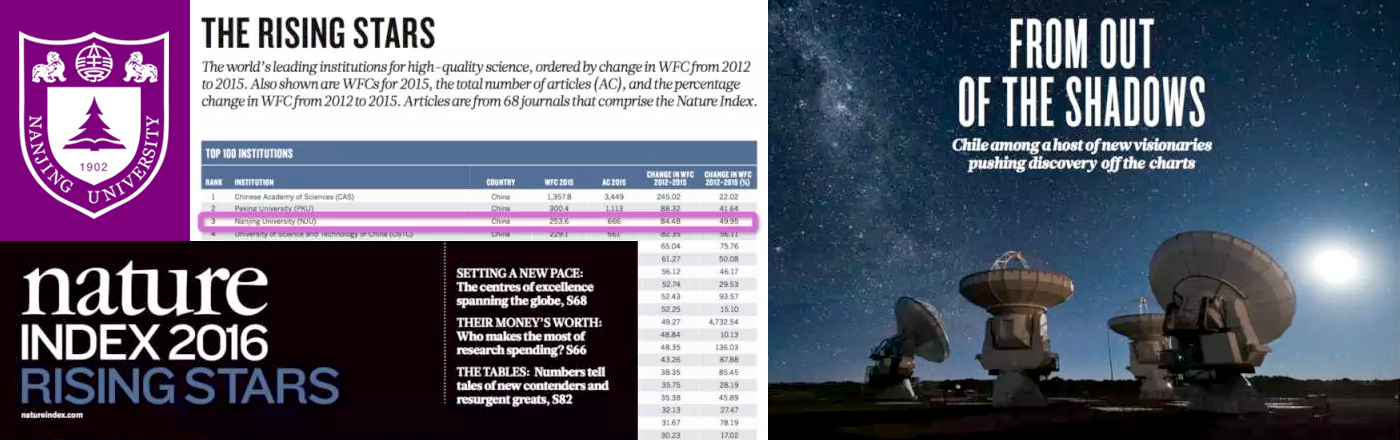 NANJING UNIVERSITY
1902
THE RISING STARS
The world's leading institutions for high-quality science, ordered by change in WFC from 2012
to 2015. Also shown are WFCs for 2015, the total number of articles (AC), and the percentage
change in WFC from 2012 to 2015. Articles are from 68 journals that comprise the Nature Index.
TOP 100 INSTITUTIONS
RANK INSTITUTION COUNTRY WFC 2015 AC 2015 CHANGE IN WFC 2012–2015 CHANGE IN WFC 2012–2015 (%)
1 Chinese Academy of Sciences (CAS) China 1,357.8 3,449 245.02 22.02
2 Peking University (PKU) China 300.4 1,113 88.32 41.64
3 Nanjing University (NJU) China 253.6 666 84.48 49.95
4 University of Science and Technology of China (USTC) China 229.1 661 82.35 56.11
65.04 75.76
61.27 50.08
56.12 46.17
52.74 29.53
52.43 93.57
52.25 15.10
49.27 4,732.54
48.84 10.13
48.35 136.03
43.26 87.88
38.35 85.45
35.75 28.19
35.38 45.89
32.13 27.47
31.67 78.19
30.23 17.02
nature
INDEX 2016
RISING STARS
natureindex.com
SETTING A NEW PACE:
The centres of excellence
spanning the globe, S68
THEIR MONEY'S WORTH:
Who makes the most of
research spending? S66
THE TABLES: Numbers tell
tales of new contenders and
resurgent greats, S82
FROM OUT
OF THE SHADOWS
Chile among a host of new visionaries
pushing discovery off the charts